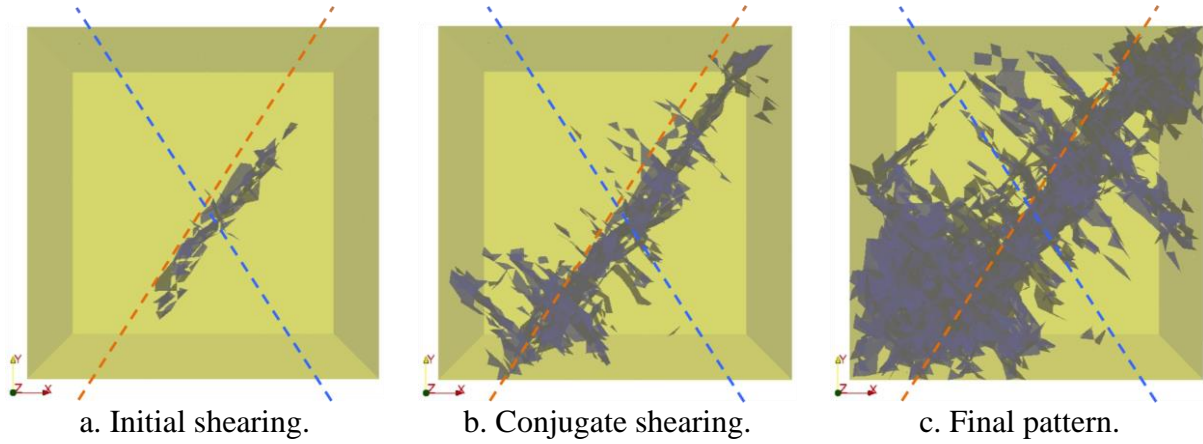 Y
Z X
Y
Z X
Y
Z X
a. Initial shearing.
b. Conjugate shearing.
c. Final pattern.